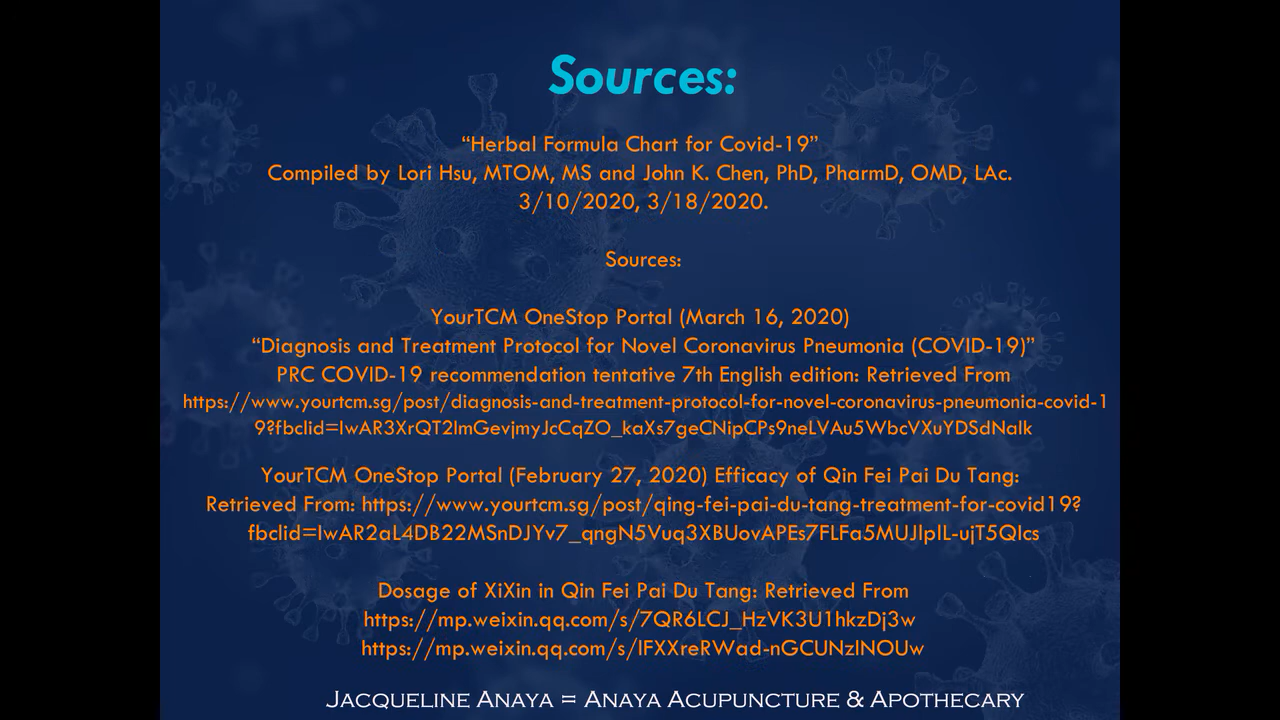 Sources:
“Herbal Formula Chart for Covid-19”
Compiled by Lori Hsu, MTOM, MS and John K. Chen, PhD, PharmD, OMD, LAc.
3/10/2020, 3/18/2020.
Sources:
YourTCM OneStop Portal (March 16, 2020)
“Diagnosis and Treatment Protocol for Novel Coronavirus Pneumonia (COVID-19)”
PRC COVID-19 recommendation tentative 7th English edition: Retrieved From
https://www.yourtcm.sg/post/diagnosis-and-treatment-protocol-for-novel-coronavirus-pneumonia-covid-1
9?fbclid=IwAR3XrQT2ImGevjmyJcCqZO_kaXs7geCNipCPs9neLVAu5WbcVXuYDSdNaIk
YourTCM OneStop Portal (February 27, 2020) Efficacy of Qin Fei Pai Du Tang:
Retrieved From: https://www.yourtcm.sg/post/qing-fei-pai-du-tang-treatment-for-covid19?
fbclid=IwAR2aL4DB22MSnDJYv7_qngN5Vuq3XBUovAPEs7FLFa5MUJlpIL-ujT5QIcs
Dosage of XiXin in Qin Fei Pai Du Tang: Retrieved From
https://mp.weixin.qq.com/s/7QR6LCJ_HzVK3U1hkzDj3w
https://mp.weixin.qq.com/s/lFXXreRWad-nGCUNzlNOUw
Jacqueline Anaya = Anaya Acupuncture & Apothecary